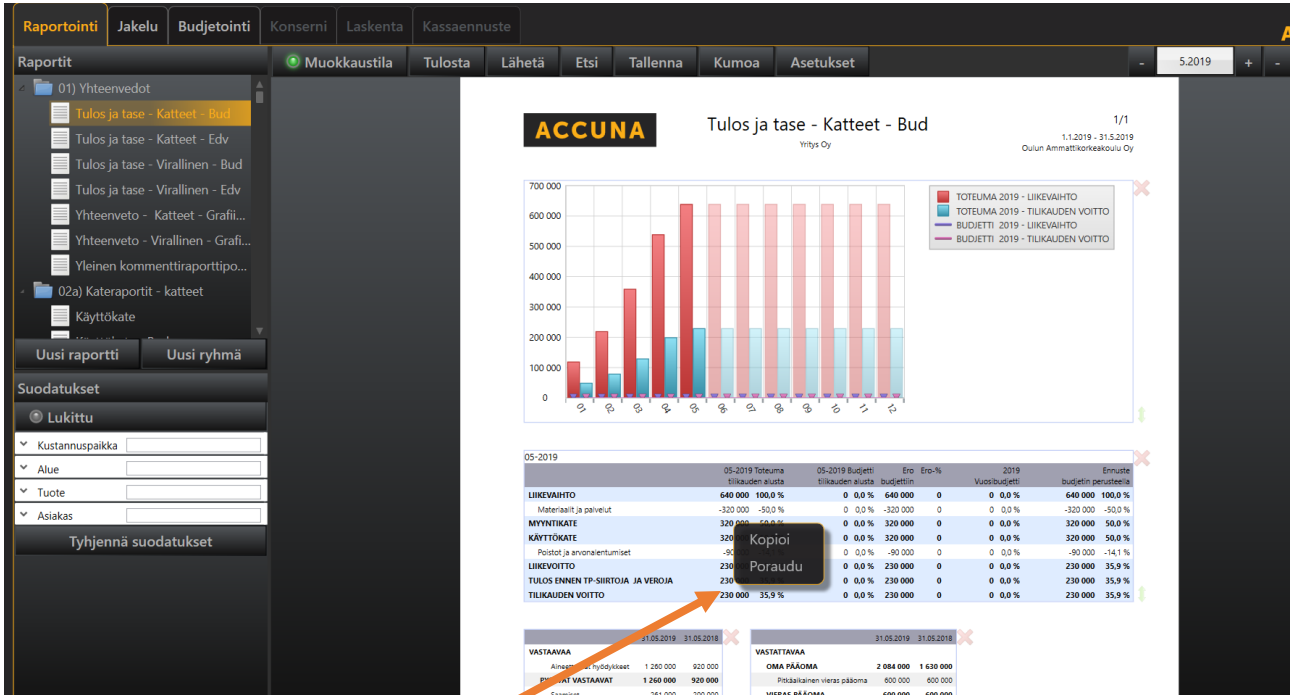 Raportointi Jakelu Budjetointi Konserni Laskenta Kassaennuste
Raportit
Muokkaustila Tulosta Lähetä Etsi Tallenna Kumoa Asetukset - 5.2019 + -
01) Yhteenvedot
Tulos ja tase - Katteet - Bud
Tulos ja tase - Katteet - Edv
Tulos ja tase - Virallinen - Bud
Tulos ja tase - Virallinen - Edv
Yhteenveto - Katteet - Grafii...
Yhteenveto - Virallinen - Grafi...
Yleinen kommenttiraporttipo...
02a) Kateraportit - katteet
Käyttökate
Uusi raportti Uusi ryhmä
Suodatukset
Lukittu
Kustannuspaikka
Alue
Tuote
Asiakas
Tyhjennä suodatukset
ACCUNA
Tulos ja tase - Katteet - Bud
Yritys Oy
1/1
1.1.2019 - 31.5.2019
Oulun Ammattikorkeakoulu Oy
700 000
600 000
500 000
400 000
300 000
200 000
100 000
0
01 02 03 04 05 06 07 08 09 10 11 12
TOTEUMA 2019 - LIIKEVAIHTO
TOTEUMA 2019 - TILIKAUDEN VOITTO
BUDJETTI 2019 - LIIKEVAIHTO
BUDJETTI 2019 - TILIKAUDEN VOITTO
05-2019
05-2019 Toteuma 05-2019 Budjetti Ero Ero-% 2019 Ennuste
tilikauden alusta tilikauden alusta budjettiin Vuosibudjetti budjetin perusteella
LIIKEVAIHTO 640 000 100,0 % 0 0,0 % 640 000 0 0 0,0 % 640 000 100,0 %
Materiaalit ja palvelut -320 000 -50,0 % 0 0,0 % -320 000 0 0 0,0 % -320 000 -50,0 %
MYYNTIKATE 320 000 50,0 % 0 0,0 % 320 000 0 0 0,0 % 320 000 50,0 %
KÄYTTÖKATE 320 0 0,0 % 320 000 0 0 0,0 % 320 000 50,0 %
Poistot ja arvonalentumiset -90 0 0,0 % -90 000 0 0 0,0 % -90 000 -14,1 %
LIIKEVOITTO 230 0 0,0 % 230 000 0 0 0,0 % 230 000 35,9 %
TULOS ENNEN TP-SIIRTOJA JA VEROJA 230 0 0,0 % 230 000 0 0 0,0 % 230 000 35,9 %
TILIKAUDEN VOITTO 230 000 35,9 % 0 0,0 % 230 000 0 0 0,0 % 230 000 35,9 %
Kopioi
Poraudu
31.05.2019 31.05.2018
VASTAAVAA
hyödykkeet 1 260 000 920 000
VASTAAVAT 1 260 000 920 000
31.05.2019 31.05.2018
VASTATTAVAA
OMA PÄÄOMA 2 084 000 1 630 000
Pitkäaikainen vieras pääoma 600 000 600 000
VIERAS PÄÄOMA 600 000 600 000